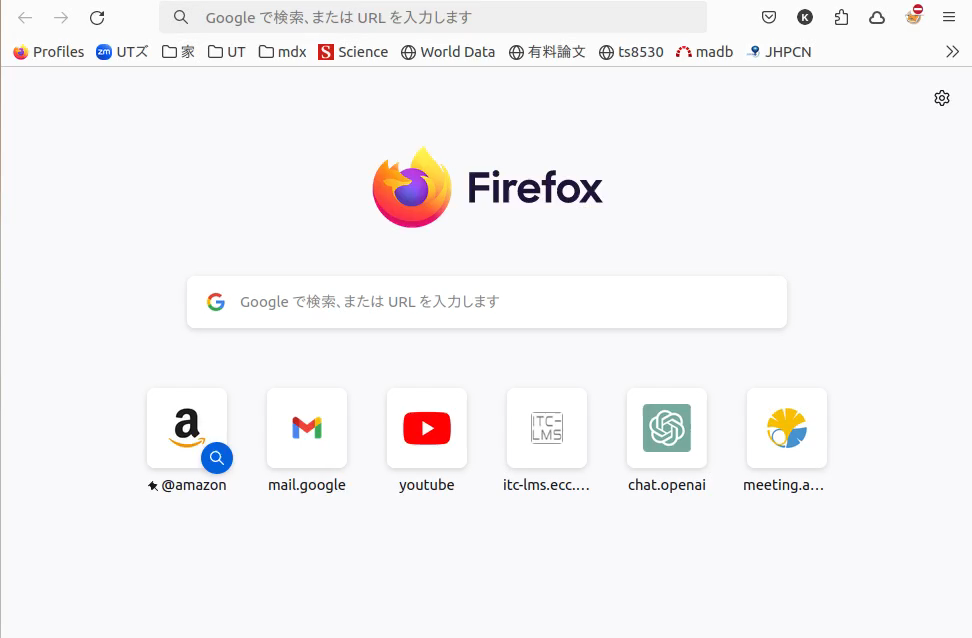 Google で検索、または URL を入力します
K
Profiles zm UTズ 家 UT mdx S Science World Data 有料論文 ts8530 madb JHPCN
Firefox
Google で検索、または URL を入力します
a
ITC-
LMS
@amazon mail.google youtube itc-lms.ecc.… chat.openai meeting.a…